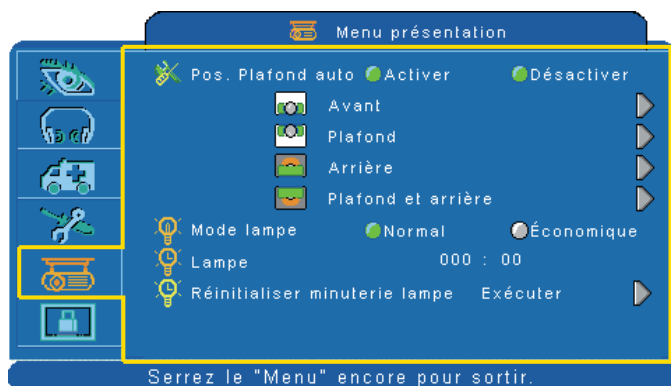 Menu présentation
Pos. Plafond auto Activer Désactiver
Avant
Plafond
Arrière
Plafond et arrière
Mode lampe Normal Économique
Lampe 000 : 00
Réinitialiser minuterie lampe Exécuter
Serrez le "Menu" encore pour sortir.